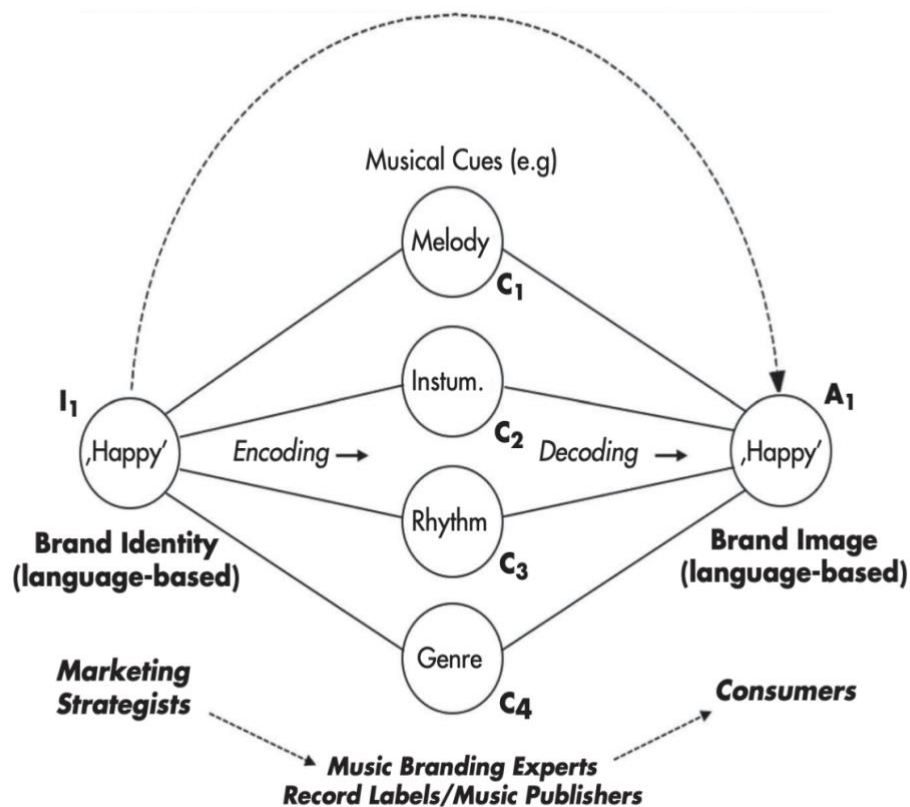 Musical Cues (e.g)
Melody
C1
Instum.
I1
A1
C2
‚Happy'
Encoding →
Decoding →
‚Happy'
Rhythm
Brand Identity
(language-based)
Brand Image
(language-based)
C3
Genre
Marketing
Strategists
Consumers
C4
Music Branding Experts
Record Labels/Music Publishers